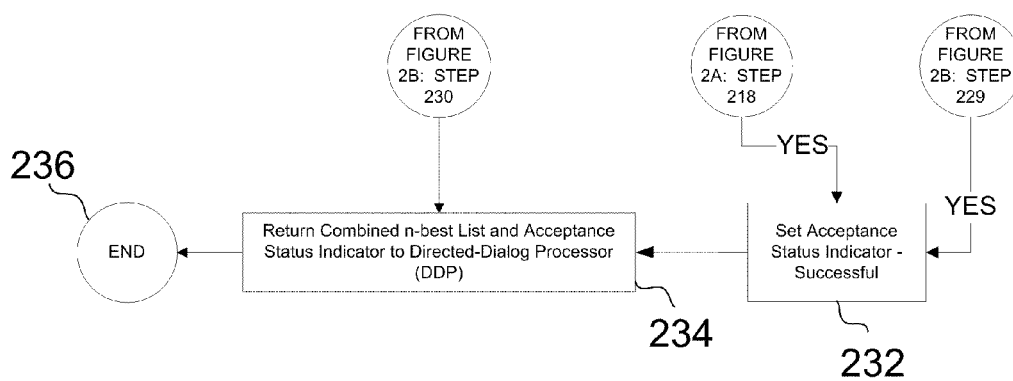 FROM
FIGURE
2B: STEP
230
FROM
FIGURE
2A: STEP
218
FROM
FIGURE
2B: STEP
229
YES
YES
236
END
Return Combined n-best List and Acceptance
Status Indicator to Directed-Dialog Processor
(DDP)
Set Acceptance
Status Indicator -
Successful
234
232